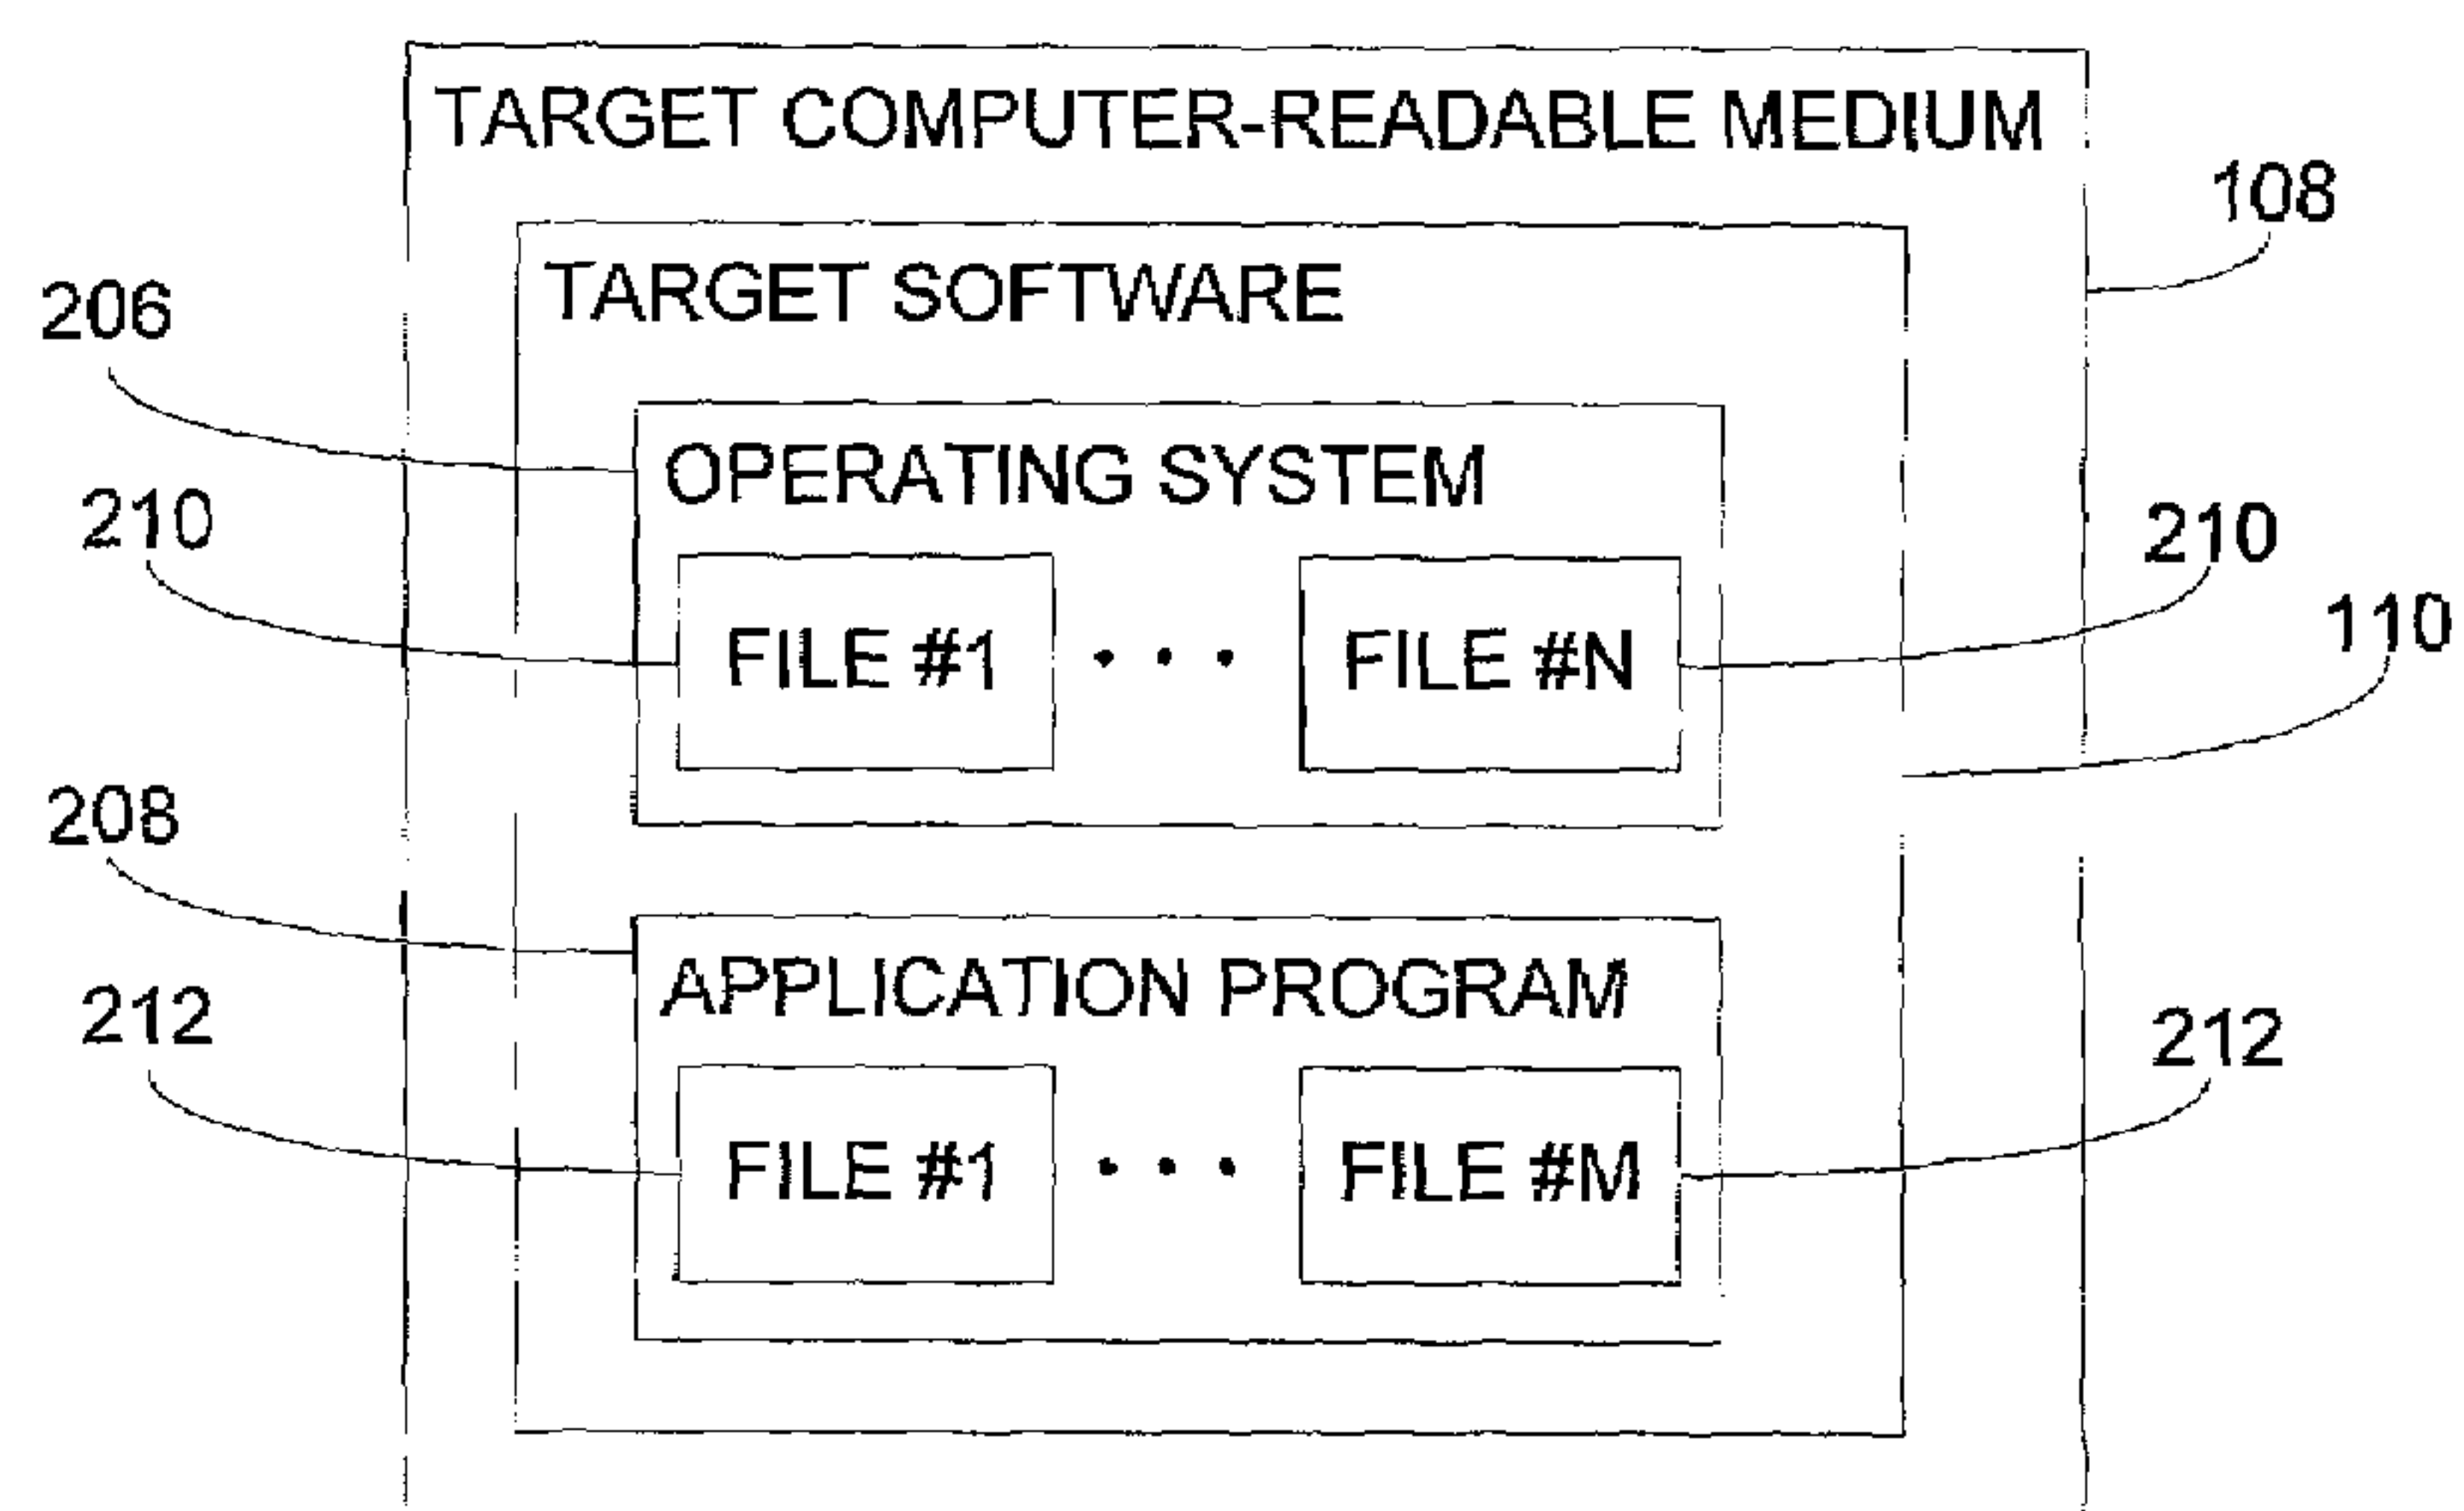 TARGET COMPUTER-READABLE MEDIUM
108
TARGET SOFTWARE
206
OPERATING SYSTEM
210
210
FILE #1 • • • FILE #N
110
208
APPLICATION PROGRAM
212
212
FILE #1 • • • FILE #M